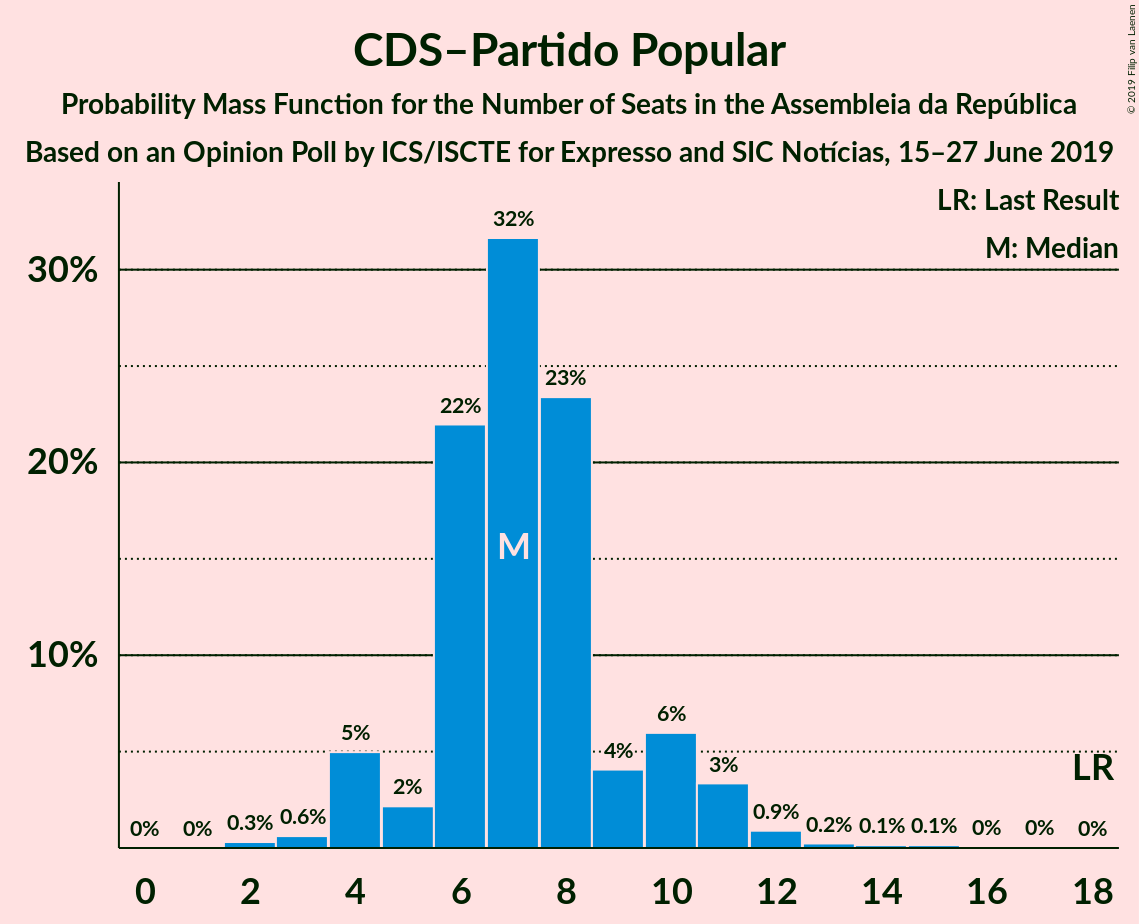 CDS–Partido Popular
Probability Mass Function for the Number of Seats in the Assembleia da República
Based on an Opinion Poll by ICS/ISCTE for Expresso and SIC Notícias, 15–27 June 2019
© 2019 Filip van Laenen
LR: Last Result
M: Median
30%
20%
10%
0%
0%
0.3%
0.6%
5%
2%
22%
32%
23%
4%
6%
3%
0.9%
0.2%
0.1%
0.1%
0%
0%
0%
M
LR
0 2 4 6 8 10 12 14 16 18